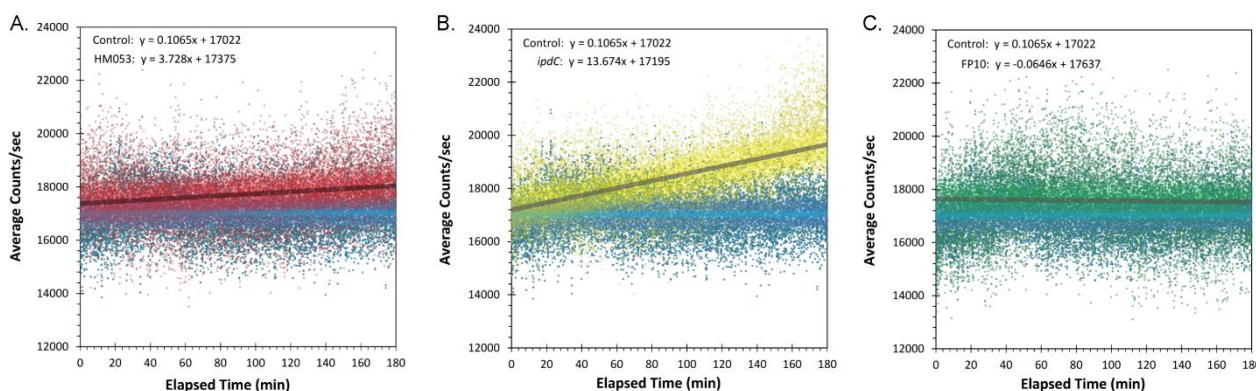 A.
Control: y = 0.1065x + 17022
HM053: y = 3.728x + 17375
Average Counts/sec
24000
22000
20000
18000
16000
14000
12000
0 20 40 60 80 100 120 140 160 180
Elapsed Time (min)
B.
Control: y = 0.1065x + 17022
ipdC: y = 13.674x + 17195
Average Counts/sec
24000
22000
20000
18000
16000
14000
12000
0 20 40 60 80 100 120 140 160 180
Elapsed Time (min)
C.
Control: y = 0.1065x + 17022
FP10: y = -0.0646x + 17637
Average Counts/sec
24000
22000
20000
18000
16000
14000
12000
0 20 40 60 80 100 120 140 160 180
Elapsed Time (min)